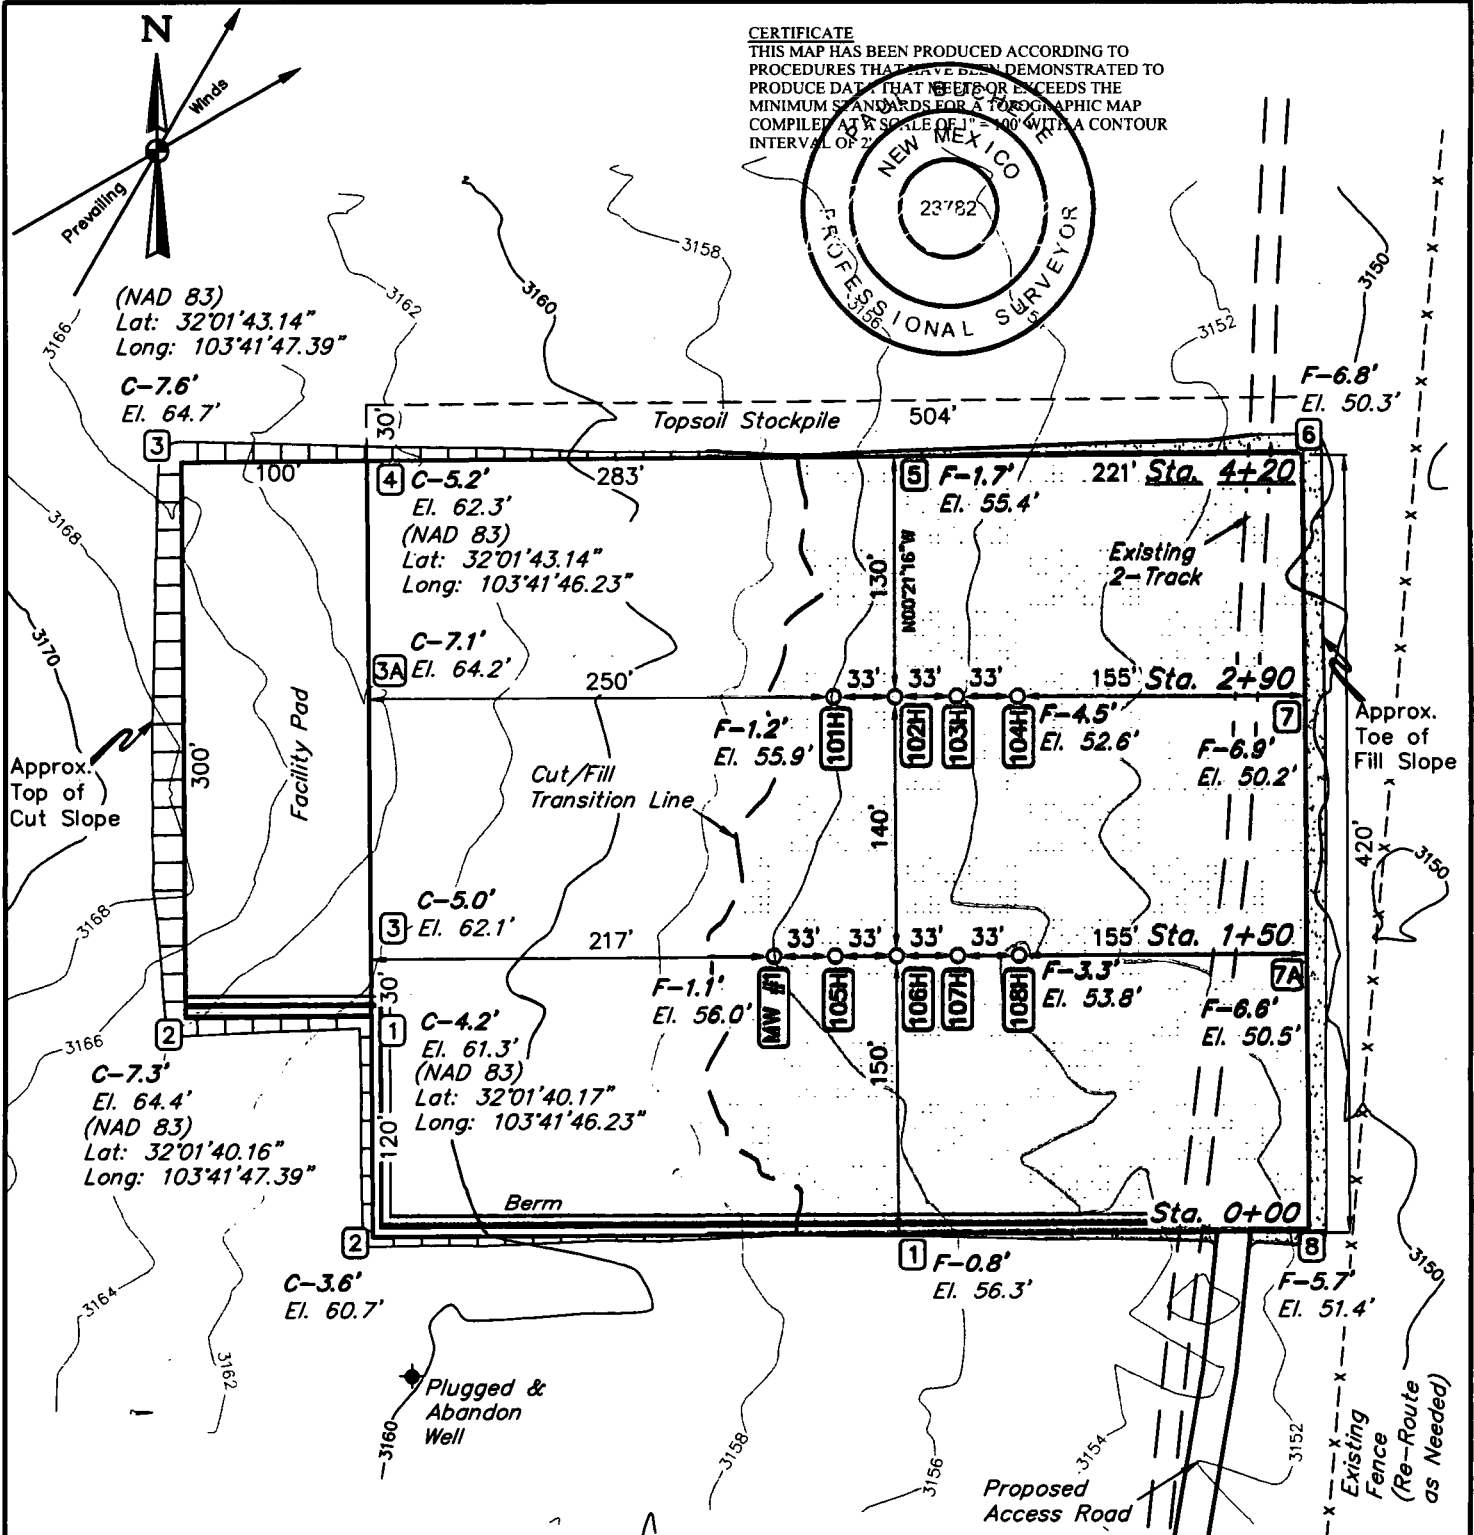 N
Winds
Prevailing
CERTIFICATE
THIS MAP HAS BEEN PRODUCED ACCORDING TO
PROCEDURES THAT HAVE BEEN DEMONSTRATED TO
PRODUCE DATA THAT MEETS OR EXCEEDS THE
MINIMUM STANDARDS FOR A TOPOGRAPHIC MAP
COMPILED AT A SCALE OF 1" = 100' WITH A CONTOUR
INTERVAL OF 2'
PAUL BUCHELE
NEW MEXICO
23782
PROFESSIONAL SURVEYOR
3166
3162
3160
3158
3156
3152
3150
(NAD 83)
Lat: 32°01'43.14"
Long: 103°41'47.39"
C-7.6'
El. 64.7'
3
F-6.8'
El. 50.3'
6
30'
Topsoil Stockpile
504'
100'
4
C-5.2'
El. 62.3'
(NAD 83)
Lat: 32°01'43.14"
Long: 103°41'46.23"
283'
5
F-1.7'
El. 55.4'
221'
Sta. 4+20
130'
N00°21'16"W
Existing
2-Track
3168
3170
3A
C-7.1'
El. 64.2'
250'
33'
33'
33'
155'
Sta. 2+90
F-1.2'
El. 55.9'
101H
102H
103H
104H
F-4.5'
El. 52.6'
7
F-6.9'
El. 50.2'
Approx.
Toe of
Fill Slope
Approx.
Top of
Cut Slope
300'
Facility Pad
Cut/Fill
Transition Line
140'
420'
3150
3168
3
C-5.0'
El. 62.1'
217'
33'
33'
33'
33'
155'
Sta. 1+50
F-1.1'
El. 56.0'
MW #1
105H
106H
107H
108H
F-3.3'
El. 53.8'
7A
F-6.6'
El. 50.5'
30'
1
C-4.2'
El. 61.3'
(NAD 83)
Lat: 32°01'40.17"
Long: 103°41'46.23"
2
3166
C-7.3'
El. 64.4'
(NAD 83)
Lat: 32°01'40.16"
Long: 103°41'47.39"
150'
120'
Berm
Sta. 0+00
2
C-3.6'
El. 60.7'
1
F-0.8'
El. 56.3'
8
F-5.7'
El. 51.4'
3150
3164
3162
Plugged &
Abandon
Well
3160
3158
3156
3154
3152
Proposed
Access Road
Existing
Fence
(Re-Route
as Needed)